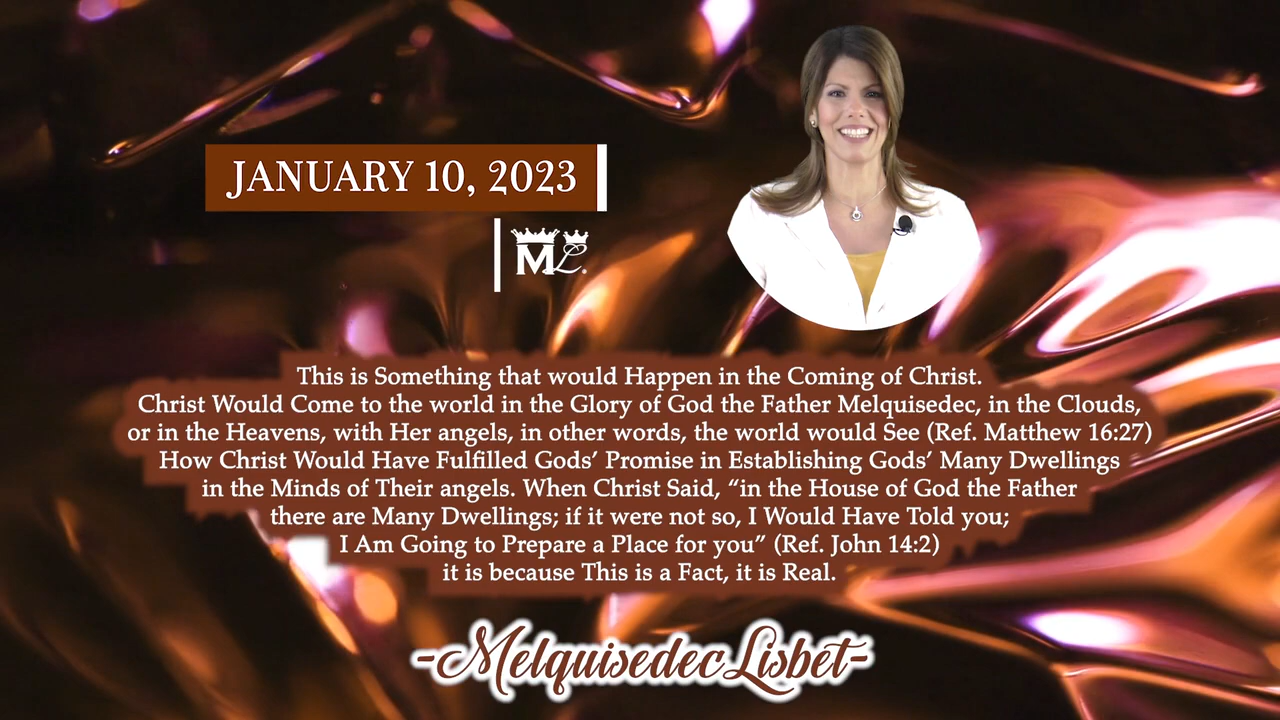 JANUARY 10, 2023
ML.
This is Something that would Happen in the Coming of Christ.
Christ Would Come to the world in the Glory of God the Father Melquisedec, in the Clouds,
or in the Heavens, with Her angels, in other words, the world would See (Ref. Matthew 16:27)
How Christ Would Have Fulfilled Gods’ Promise in Establishing Gods’ Many Dwellings
in the Minds of Their angels. When Christ Said, “in the House of God the Father
there are Many Dwellings; if it were not so, I Would Have Told you;
I Am Going to Prepare a Place for you” (Ref. John 14:2)
it is because This is a Fact, it is Real.
-Melquisedec Lisbet-